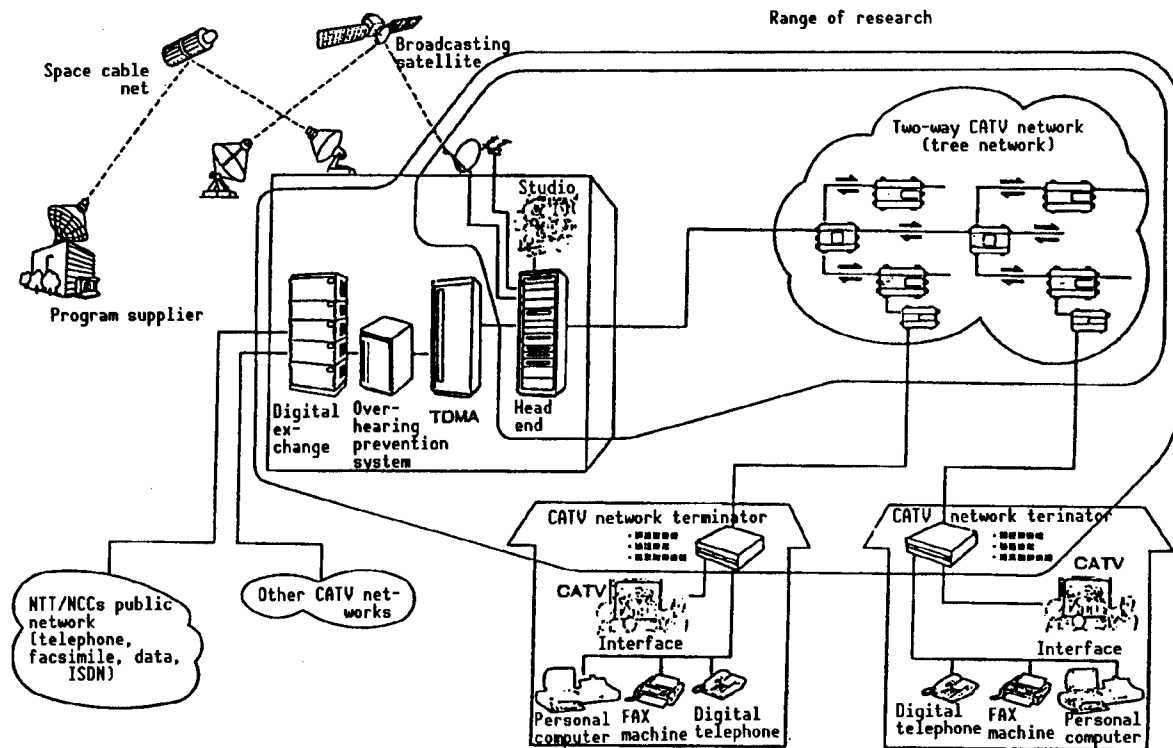 Range of research
Space cable
net
Broadcasting
satellite
Two-way CATV network
(tree network)
Studio
Program supplier
Digital
ex-
change
Over-
hearing
prevention
system
TDMA
Head
end
CATV network terminator
CATV network terinator
NTT/NCCs public
network
(telephone,
facsimile, data,
ISDN)
Other CATV net-
works
CATV
Interface
Personal
computer
FAX
machine
Digital
telephone
CATV
Interface
Digital
telephone
FAX
machine
Personal
computer